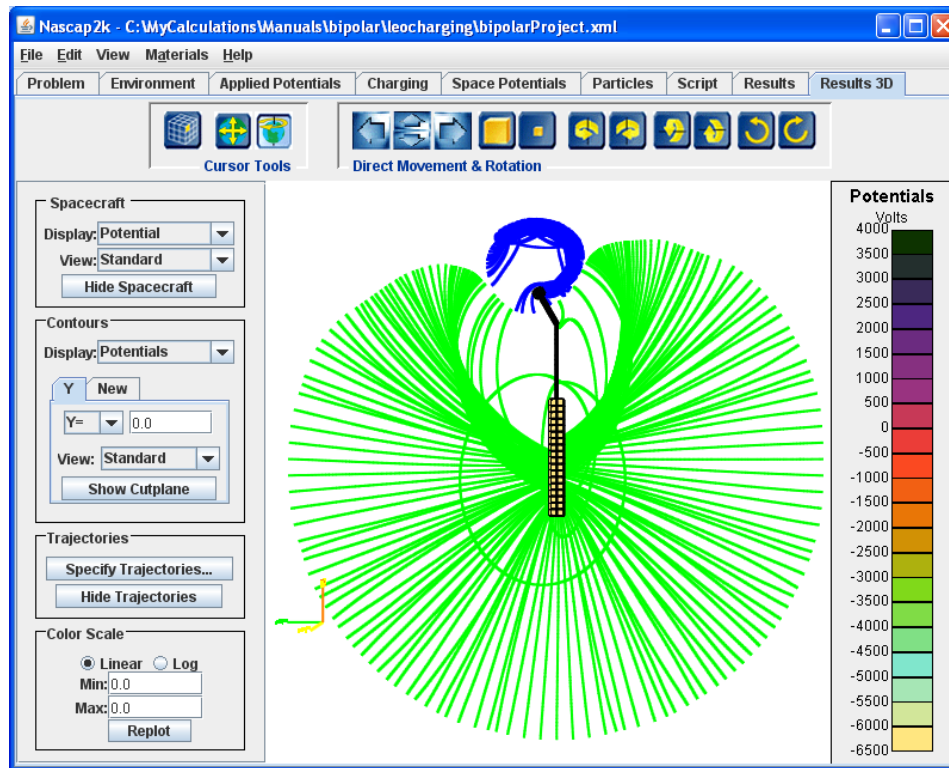 Nascap2k - C:\MyCalculations\Manuals\bipolar\leocharging\bipolarProject.xml
File Edit View Materials Help
Problem Environment Applied Potentials Charging Space Potentials Particles Script Results Results 3D
Cursor Tools Direct Movement & Rotation
Spacecraft
Display: Potential
View: Standard
Hide Spacecraft
Contours
Display: Potentials
Y New
Y= 0.0
View: Standard
Show Cutplane
Trajectories
Specify Trajectories...
Hide Trajectories
Color Scale
Linear Log
Min: 0.0
Max: 0.0
Replot
Potentials
Volts
4000
3500
3000
2500
2000
1500
1000
500
0
-500
-1000
-1500
-2000
-2500
-3000
-3500
-4000
-4500
-5000
-5500
-6000
-6500